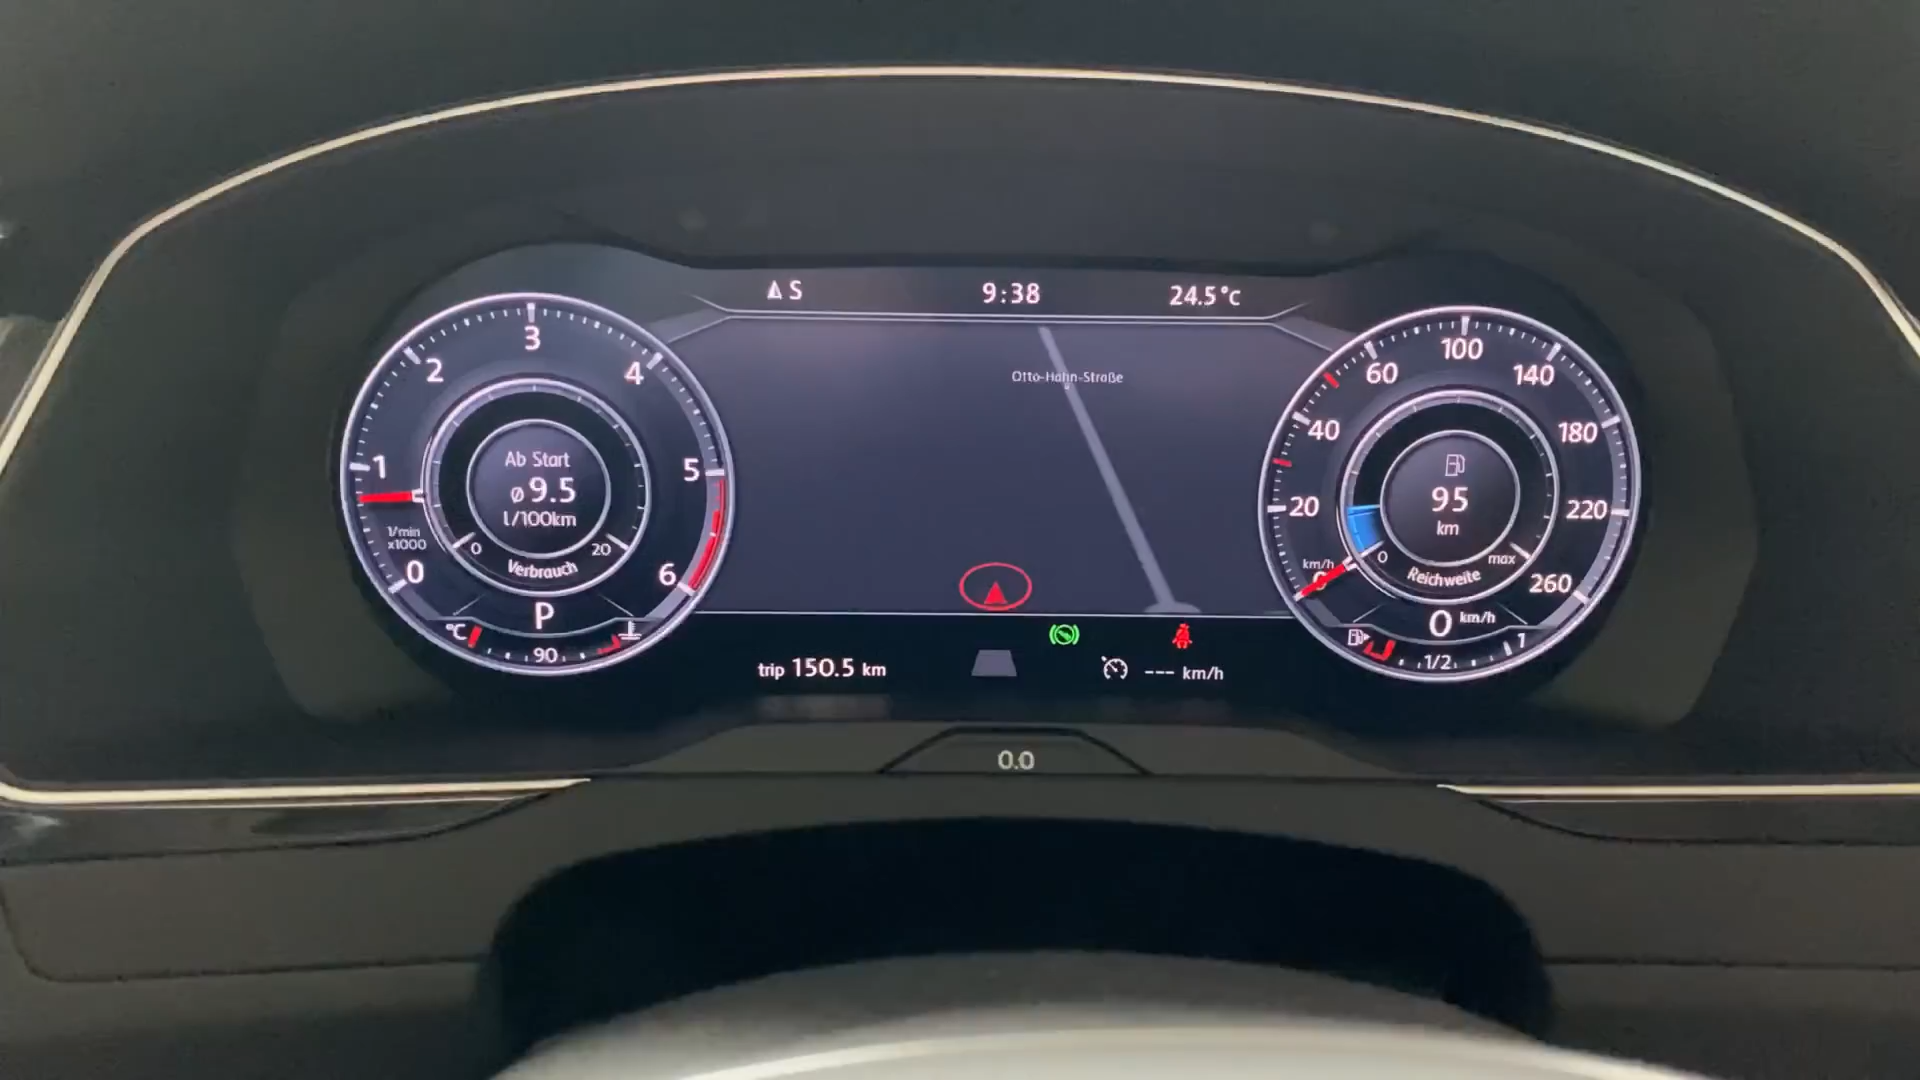 S
9:38
24.5°C
Otto-Hahn-Straße
0
1
2
3
4
5
6
1/min
x1000
Ab Start
ø 9.5
l/100km
0
20
Verbrauch
P
°C
90
0
20
40
60
100
140
180
220
260
km/h
95
km
0
max
Reichweite
0 km/h
1/2
1
trip 150.5 km
--- km/h
0.0